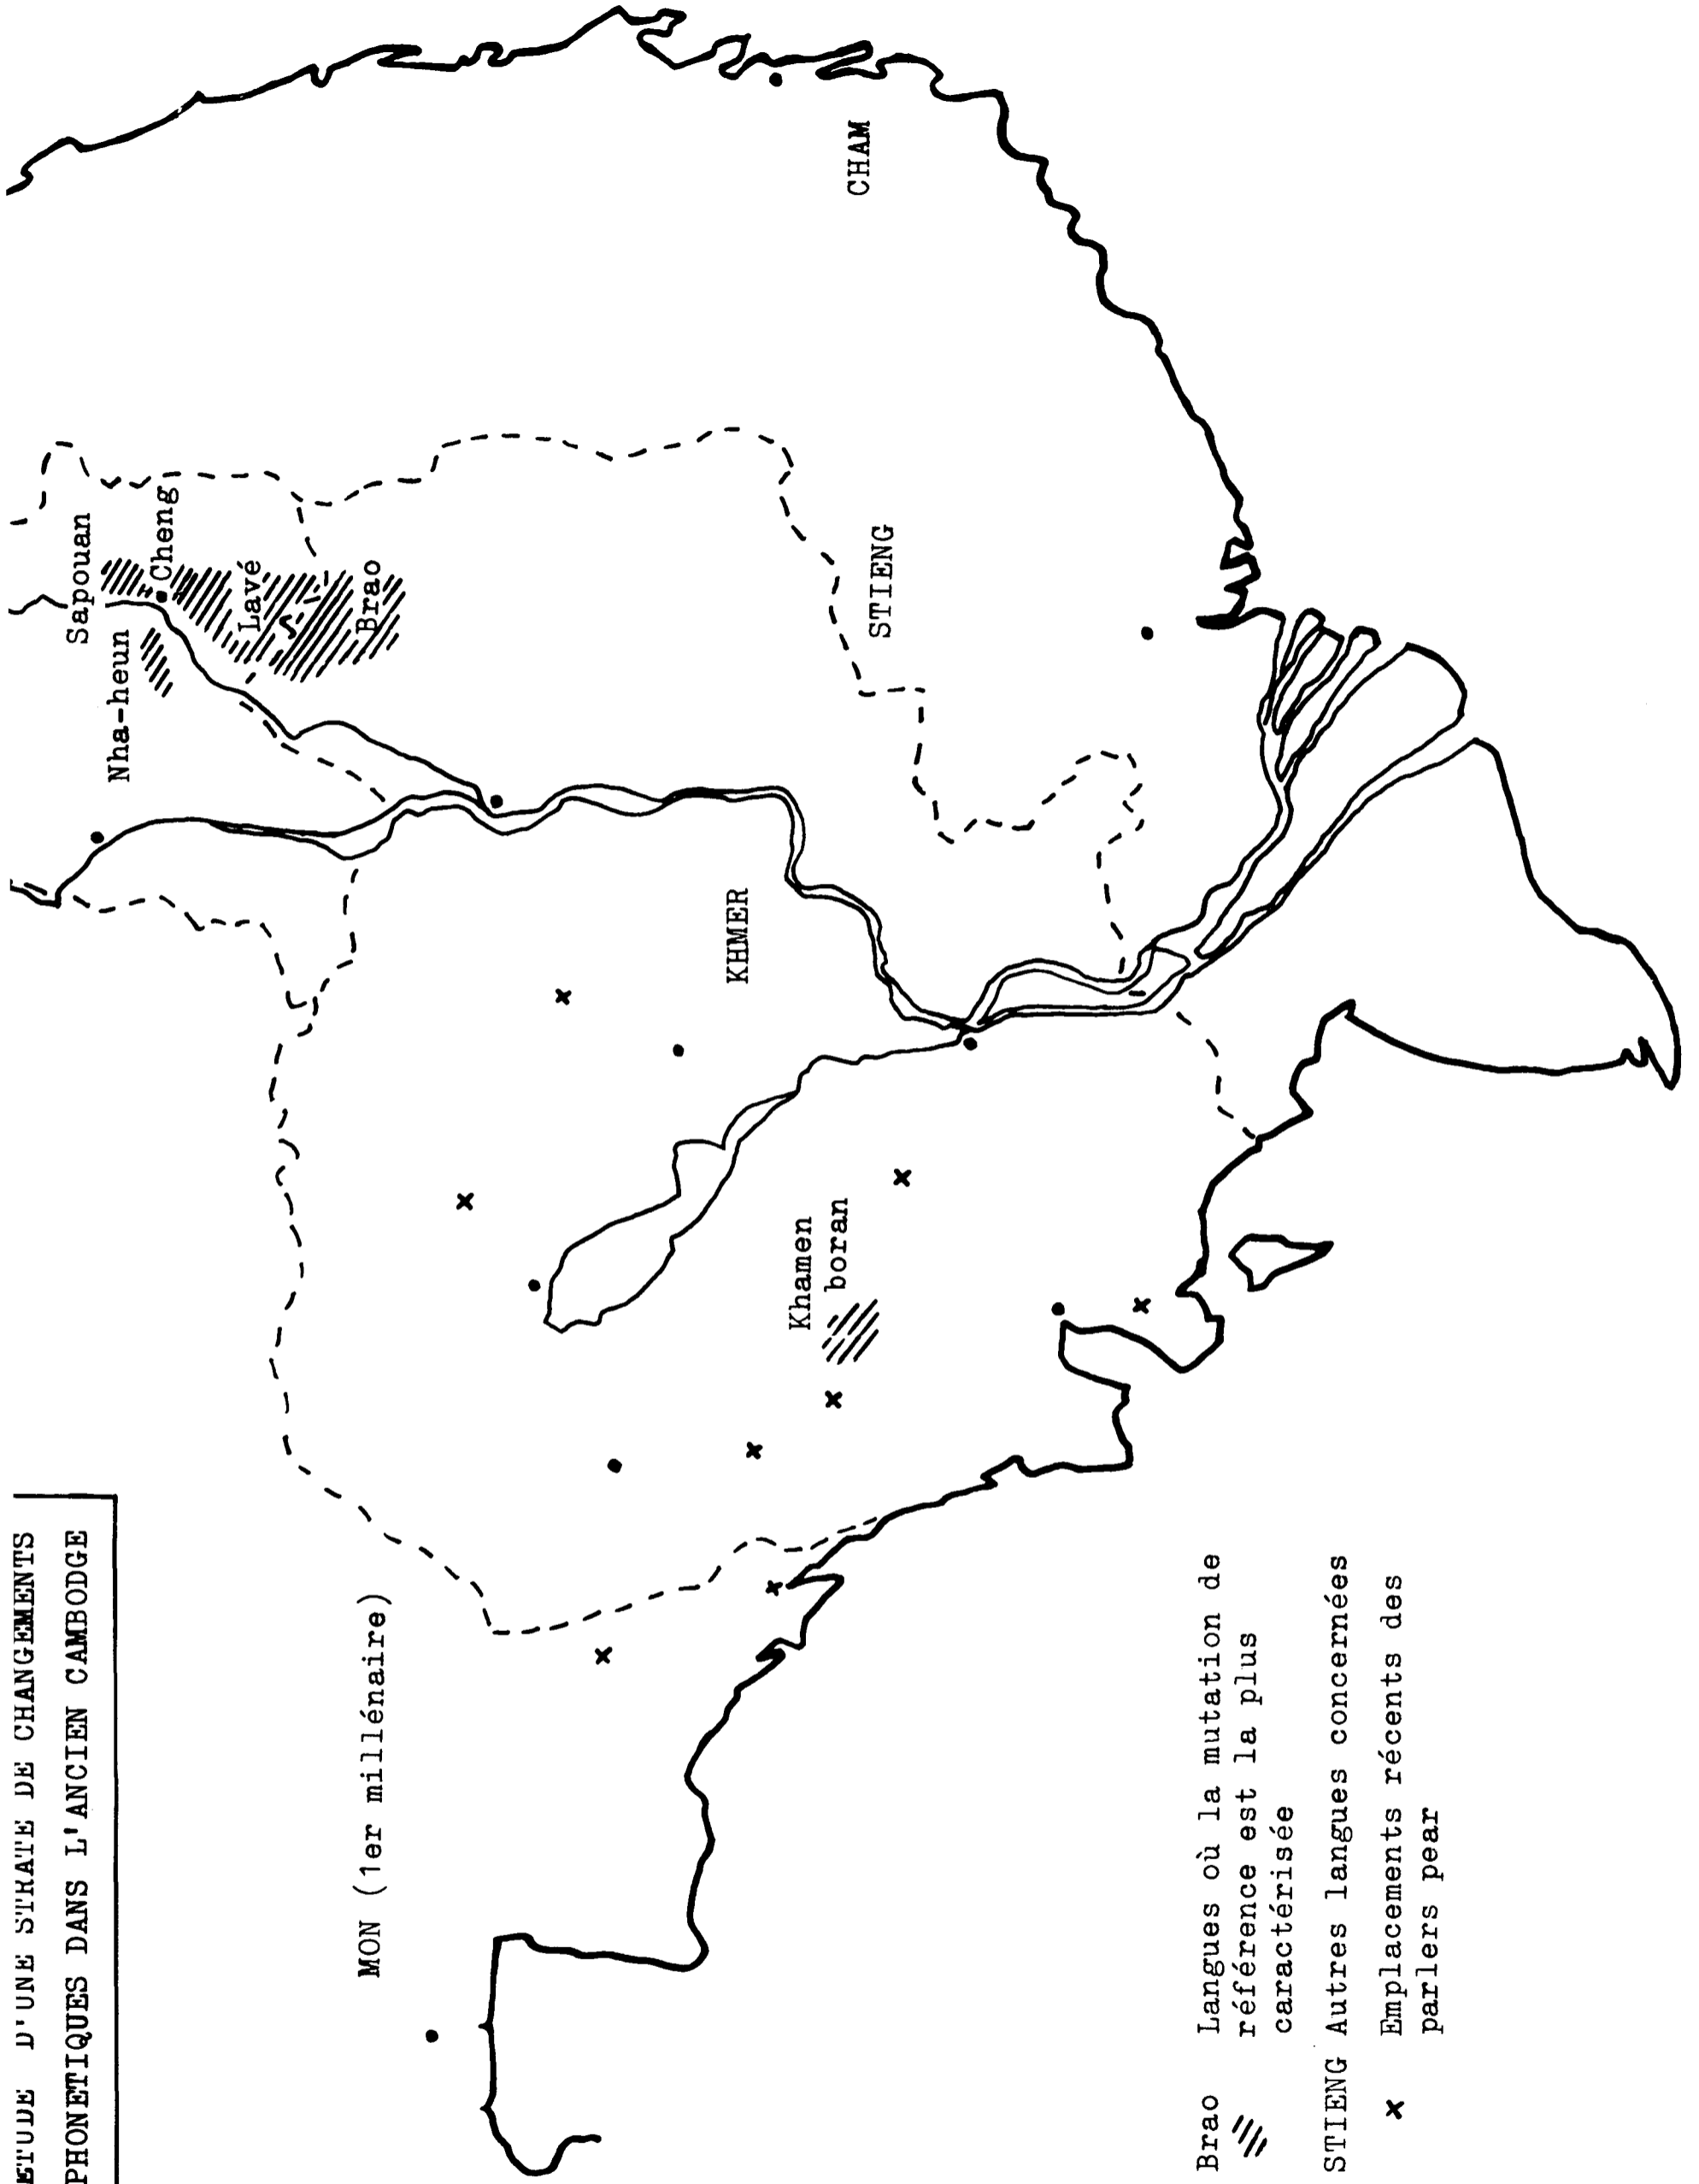 ETUDE D'UNE STRATE DE CHANGEMENTS
PHONETIQUES DANS L'ANCIEN CAMBODGE
Sapouan
Nha-heun
Cheng
Lavé
Brao
CHAM
STIENG
KHMER
Khamen
boran
MON (1er millénaire)
Brao Langues où la mutation de
référence est la plus
caractérisée
STIENG Autres langues concernées
x Emplacements récents des
parlers pear